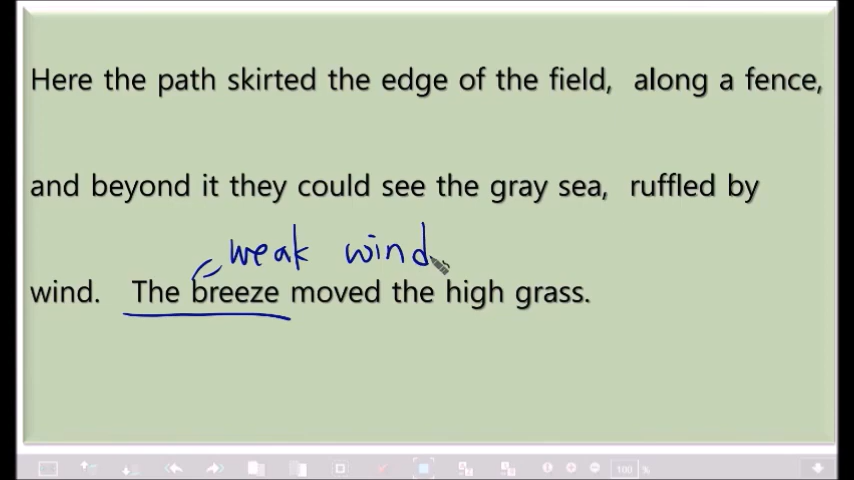 Here the path skirted the edge of the field, along a fence,
and beyond it they could see the gray sea, ruffled by
weak wind
wind. The breeze moved the high grass.
100 %